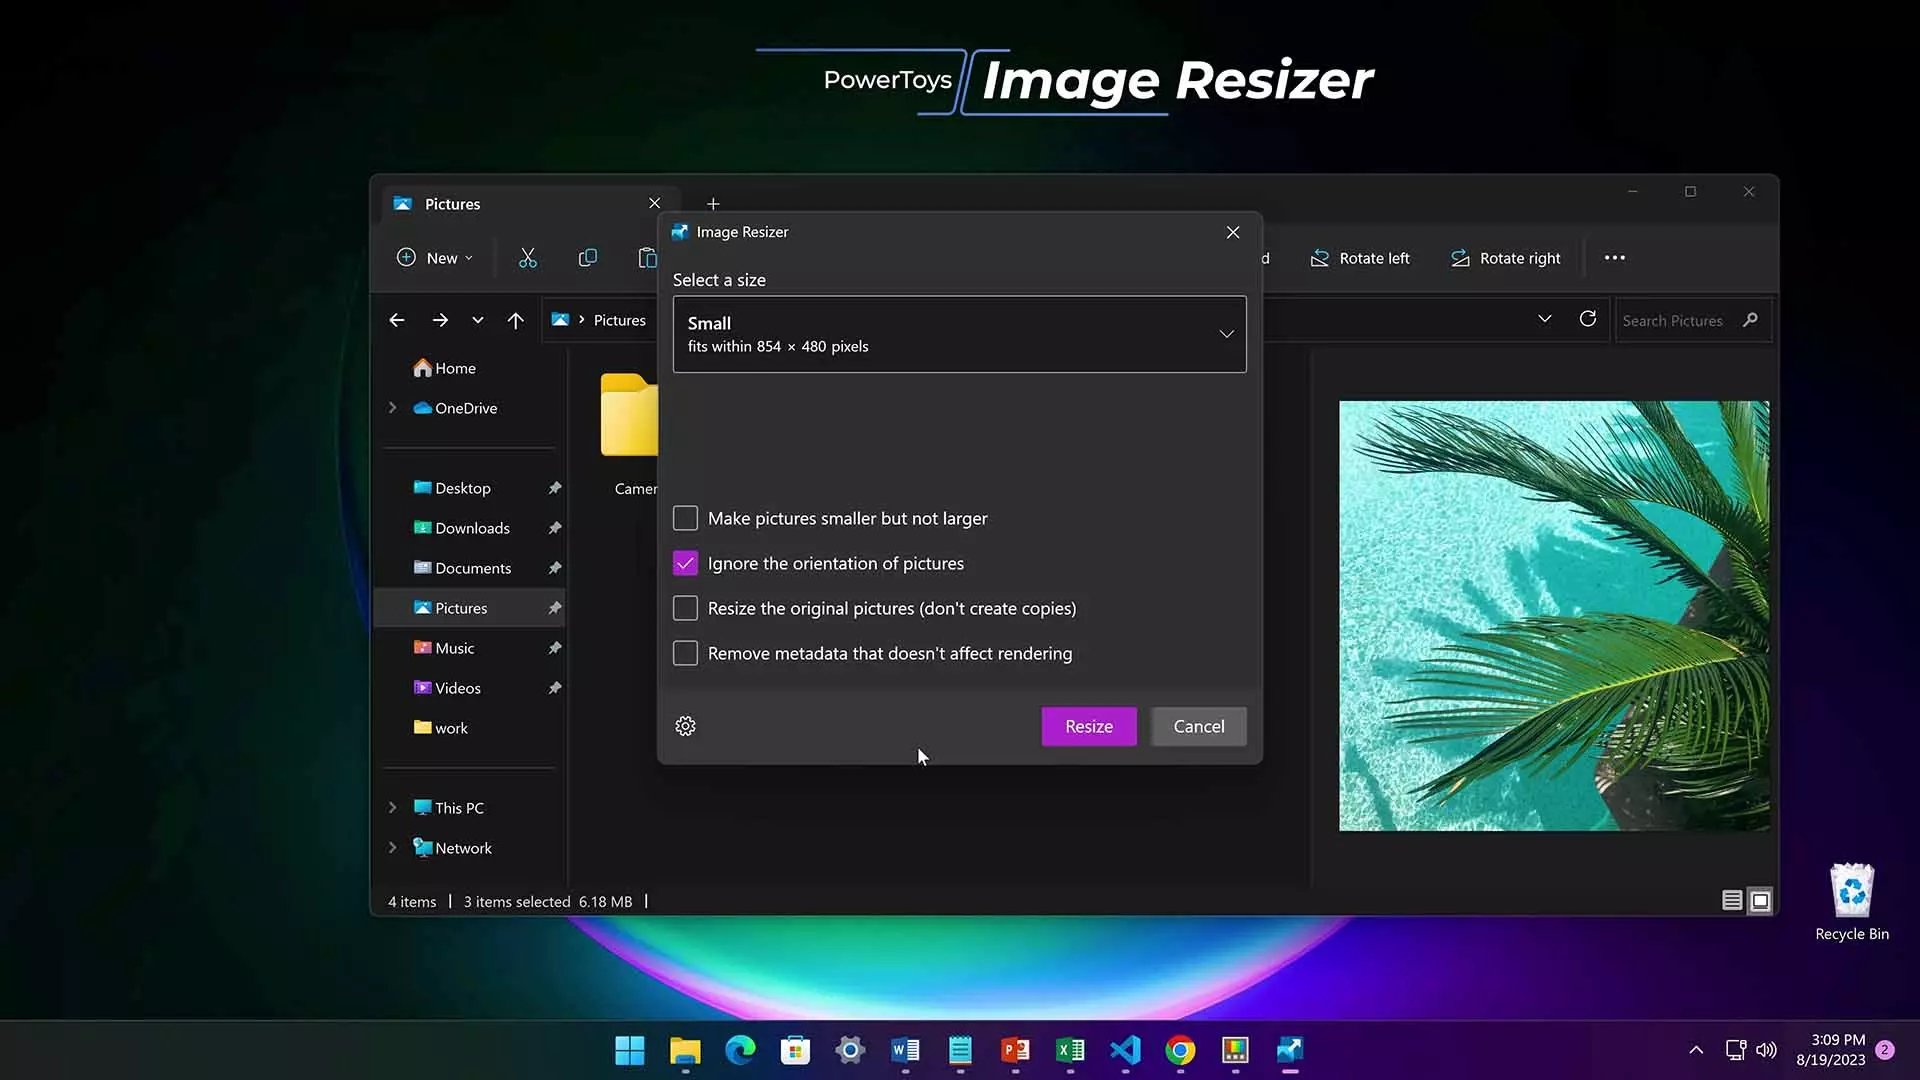 PowerToys Image Resizer
Pictures
Image Resizer
New
d
Rotate left
Rotate right
Select a size
Small
fits within 854 × 480 pixels
Pictures
Search Pictures
Home
OneDrive
Desktop
Downloads
Documents
Pictures
Music
Videos
work
This PC
Network
Camer
Make pictures smaller but not larger
Ignore the orientation of pictures
Resize the original pictures (don't create copies)
Remove metadata that doesn't affect rendering
Resize
Cancel
4 items
3 items selected 6.18 MB
Recycle Bin
W
P
X
3:09 PM
8/19/2023
2